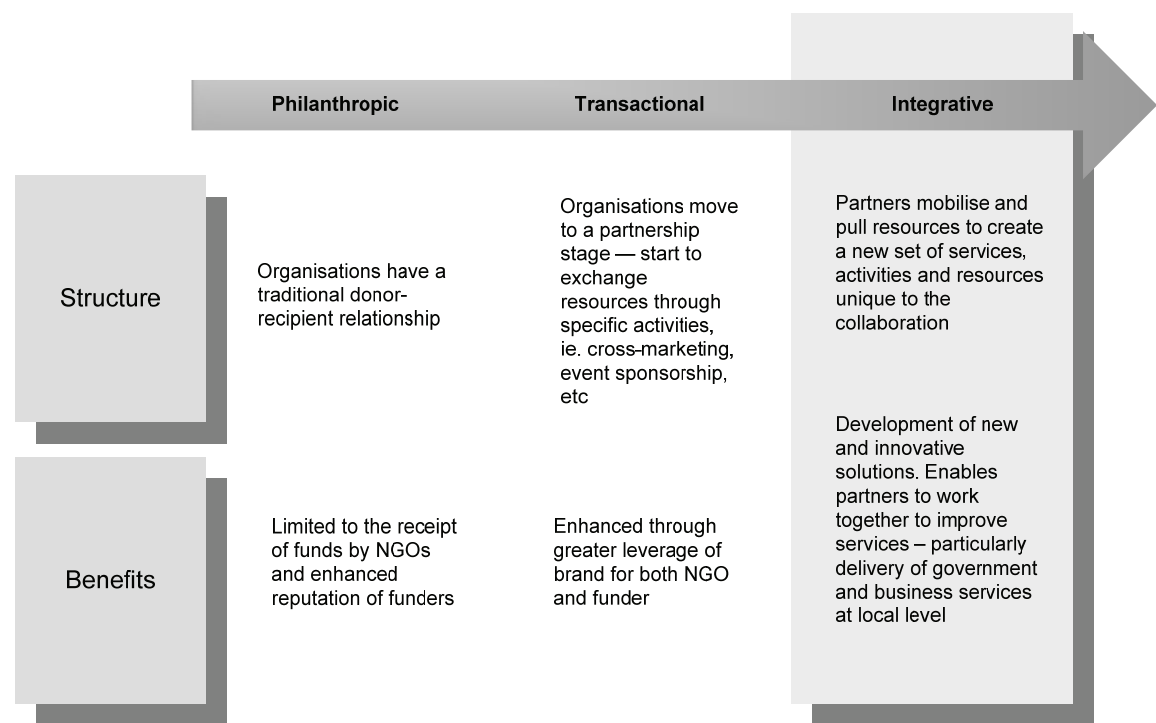 Philanthropic
Transactional
Integrative
Structure
Organisations have a
traditional donor-
recipient relationship
Organisations move
to a partnership
stage — start to
exchange
resources through
specific activities,
ie. cross-marketing,
event sponsorship,
etc
Partners mobilise and
pull resources to create
a new set of services,
activities and resources
unique to the
collaboration
Benefits
Limited to the receipt
of funds by NGOs
and enhanced
reputation of funders
Enhanced through
greater leverage of
brand for both NGO
and funder
Development of new
and innovative
solutions. Enables
partners to work
together to improve
services – particularly
delivery of government
and business services
at local level